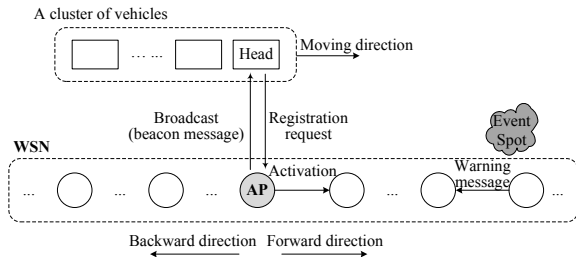 A cluster of vehicles
... ...
Head
Moving direction
Broadcast
(beacon message)
Registration
request
Event
Spot
WSN
Activation
Warning
message
...
...
AP
...
...
Backward direction
Forward direction